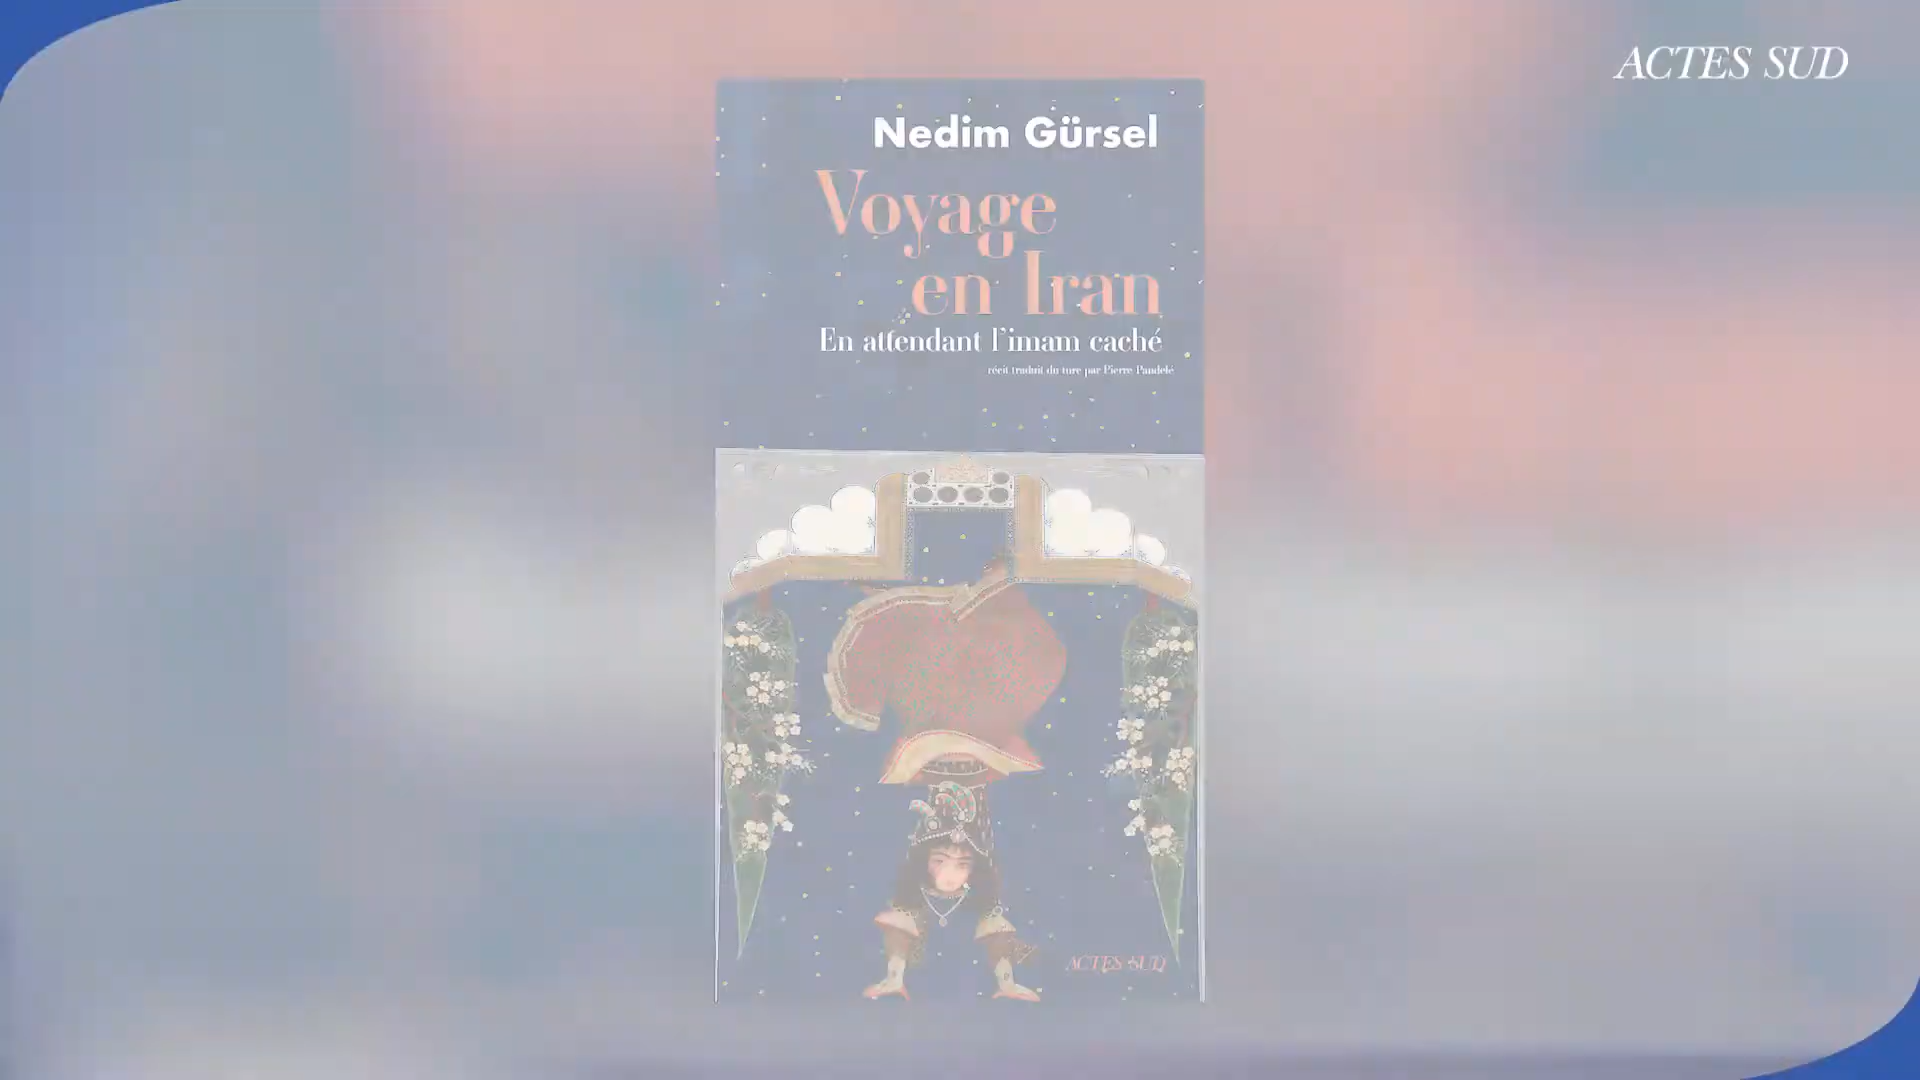 ACTES SUD
Nedim Gürsel
Voyage
en Iran
En attendant l'imam caché
récit traduit du turc par Pierre Pandelé
ACTES SUD